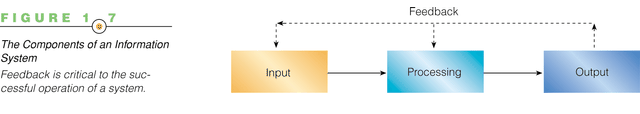 FIGURE 1 7
The Components of an Information
System
Feedback is critical to the suc-
cessful operation of a system.
Feedback
Input
Processing
Output